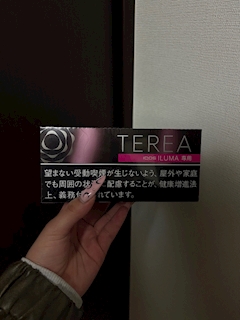 TEREA
IQOS ILUMA 専用
望まない受動喫煙が生じないよう、屋外や家庭
でも周囲の状 配慮することが、健康増進法
上、義務 れています。